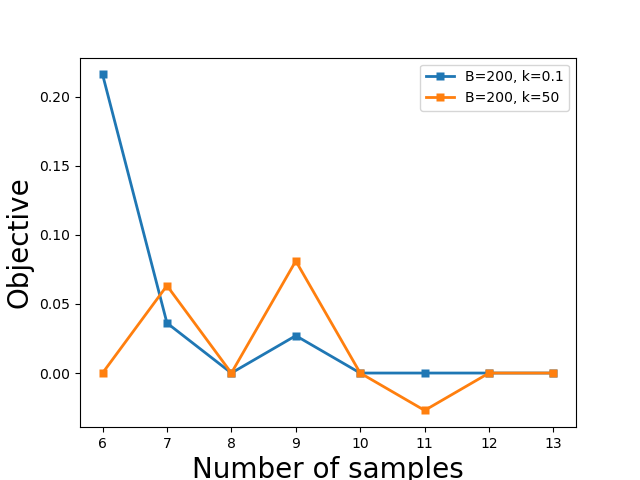 B=200, k=0.1
B=200, k=50
0.20
0.15
0.10
0.05
0.00
Objective
6 7 8 9 10 11 12 13
Number of samples